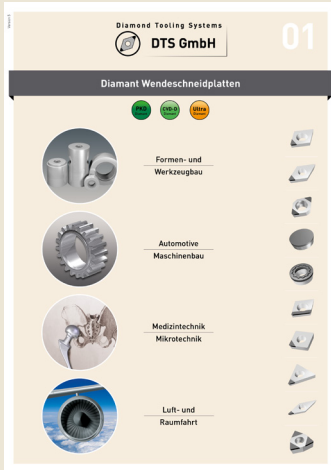 Diamond Tooling Systems
DTS GmbH
01
Diamant Wendeschneidplatten
PKD
CVD-D
Ultra
Formen- und
Werkzeugbau
Automotive
Maschinenbau
Medizintechnik
Mikrotechnik
Luft- und
Raumfahrt